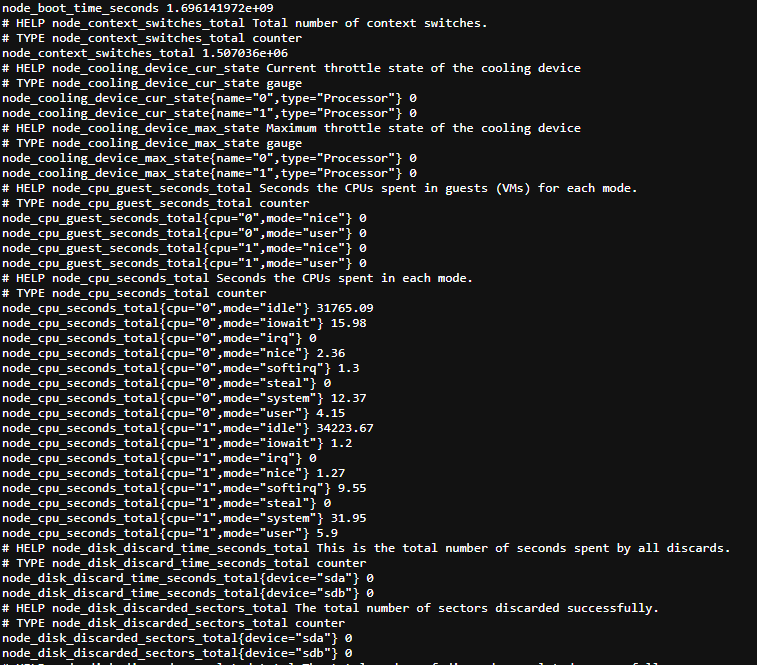 node_boot_time_seconds 1.696141972e+09
# HELP node_context_switches_total Total number of context switches.
# TYPE node_context_switches_total counter
node_context_switches_total 1.507036e+06
# HELP node_cooling_device_cur_state Current throttle state of the cooling device
# TYPE node_cooling_device_cur_state gauge
node_cooling_device_cur_state{name="0",type="Processor"} 0
node_cooling_device_cur_state{name="1",type="Processor"} 0
# HELP node_cooling_device_max_state Maximum throttle state of the cooling device
# TYPE node_cooling_device_max_state gauge
node_cooling_device_max_state{name="0",type="Processor"} 0
node_cooling_device_max_state{name="1",type="Processor"} 0
# HELP node_cpu_guest_seconds_total Seconds the CPUs spent in guests (VMs) for each mode.
# TYPE node_cpu_guest_seconds_total counter
node_cpu_guest_seconds_total{cpu="0",mode="nice"} 0
node_cpu_guest_seconds_total{cpu="0",mode="user"} 0
node_cpu_guest_seconds_total{cpu="1",mode="nice"} 0
node_cpu_guest_seconds_total{cpu="1",mode="user"} 0
# HELP node_cpu_seconds_total Seconds the CPUs spent in each mode.
# TYPE node_cpu_seconds_total counter
node_cpu_seconds_total{cpu="0",mode="idle"} 31765.09
node_cpu_seconds_total{cpu="0",mode="iowait"} 15.98
node_cpu_seconds_total{cpu="0",mode="irq"} 0
node_cpu_seconds_total{cpu="0",mode="nice"} 2.36
node_cpu_seconds_total{cpu="0",mode="softirq"} 1.3
node_cpu_seconds_total{cpu="0",mode="steal"} 0
node_cpu_seconds_total{cpu="0",mode="system"} 12.37
node_cpu_seconds_total{cpu="0",mode="user"} 4.15
node_cpu_seconds_total{cpu="1",mode="idle"} 34223.67
node_cpu_seconds_total{cpu="1",mode="iowait"} 1.2
node_cpu_seconds_total{cpu="1",mode="irq"} 0
node_cpu_seconds_total{cpu="1",mode="nice"} 1.27
node_cpu_seconds_total{cpu="1",mode="softirq"} 9.55
node_cpu_seconds_total{cpu="1",mode="steal"} 0
node_cpu_seconds_total{cpu="1",mode="system"} 31.95
node_cpu_seconds_total{cpu="1",mode="user"} 5.9
# HELP node_disk_discard_time_seconds_total This is the total number of seconds spent by all discards.
# TYPE node_disk_discard_time_seconds_total counter
node_disk_discard_time_seconds_total{device="sda"} 0
node_disk_discard_time_seconds_total{device="sdb"} 0
# HELP node_disk_discarded_sectors_total The total number of sectors discarded successfully.
# TYPE node_disk_discarded_sectors_total counter
node_disk_discarded_sectors_total{device="sda"} 0
node_disk_discarded_sectors_total{device="sdb"} 0